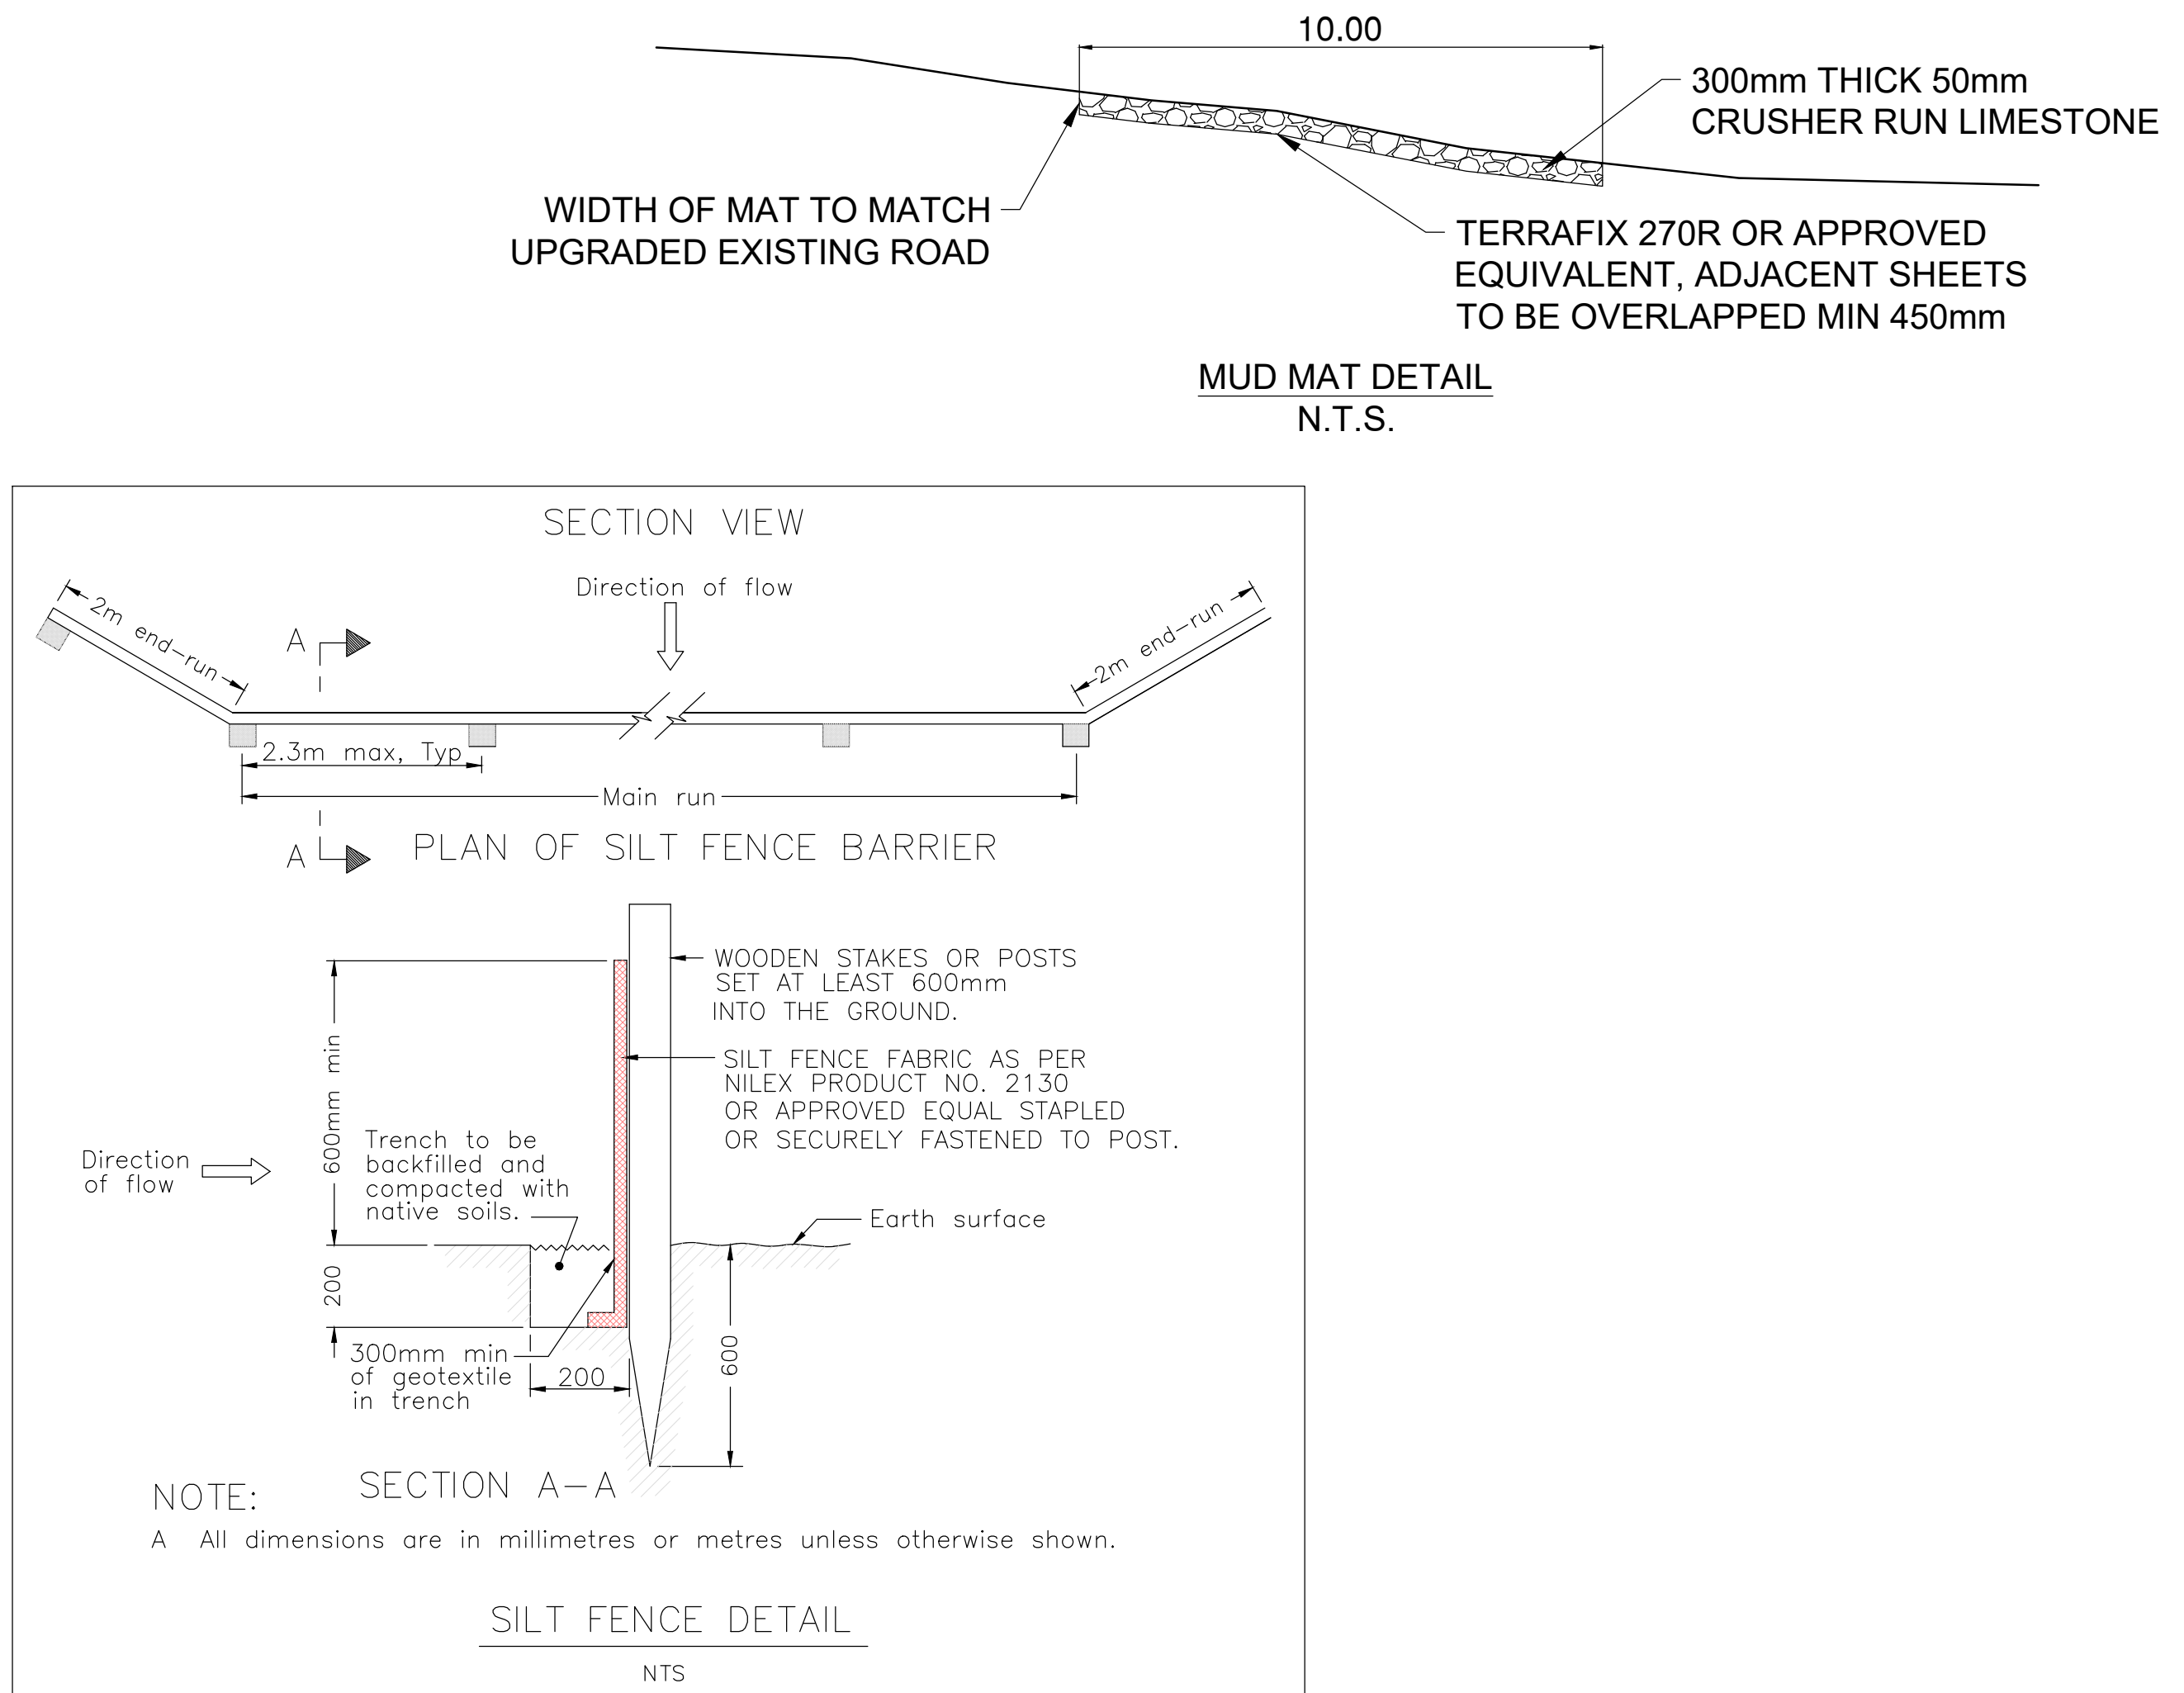 10.00
300mm THICK 50mm
CRUSHER RUN LIMESTONE
WIDTH OF MAT TO MATCH
UPGRADED EXISTING ROAD
TERRAFIX 270R OR APPROVED
EQUIVALENT, ADJACENT SHEETS
TO BE OVERLAPPED MIN 450mm
MUD MAT DETAIL
N.T.S.
SECTION VIEW
Direction of flow
2m end-run
2m end-run
A
2.3m max, Typ
Main run
A
PLAN OF SILT FENCE BARRIER
WOODEN STAKES OR POSTS
SET AT LEAST 600mm
INTO THE GROUND.
600mm min
SILT FENCE FABRIC AS PER
NILEX PRODUCT NO. 2130
OR APPROVED EQUAL STAPLED
OR SECURELY FASTENED TO POST.
Direction
of flow
Trench to be
backfilled and
compacted with
native soils.
Earth surface
200
300mm min
of geotextile
in trench
200
600
SECTION A-A
NOTE:
A All dimensions are in millimetres or metres unless otherwise shown.
SILT FENCE DETAIL
NTS